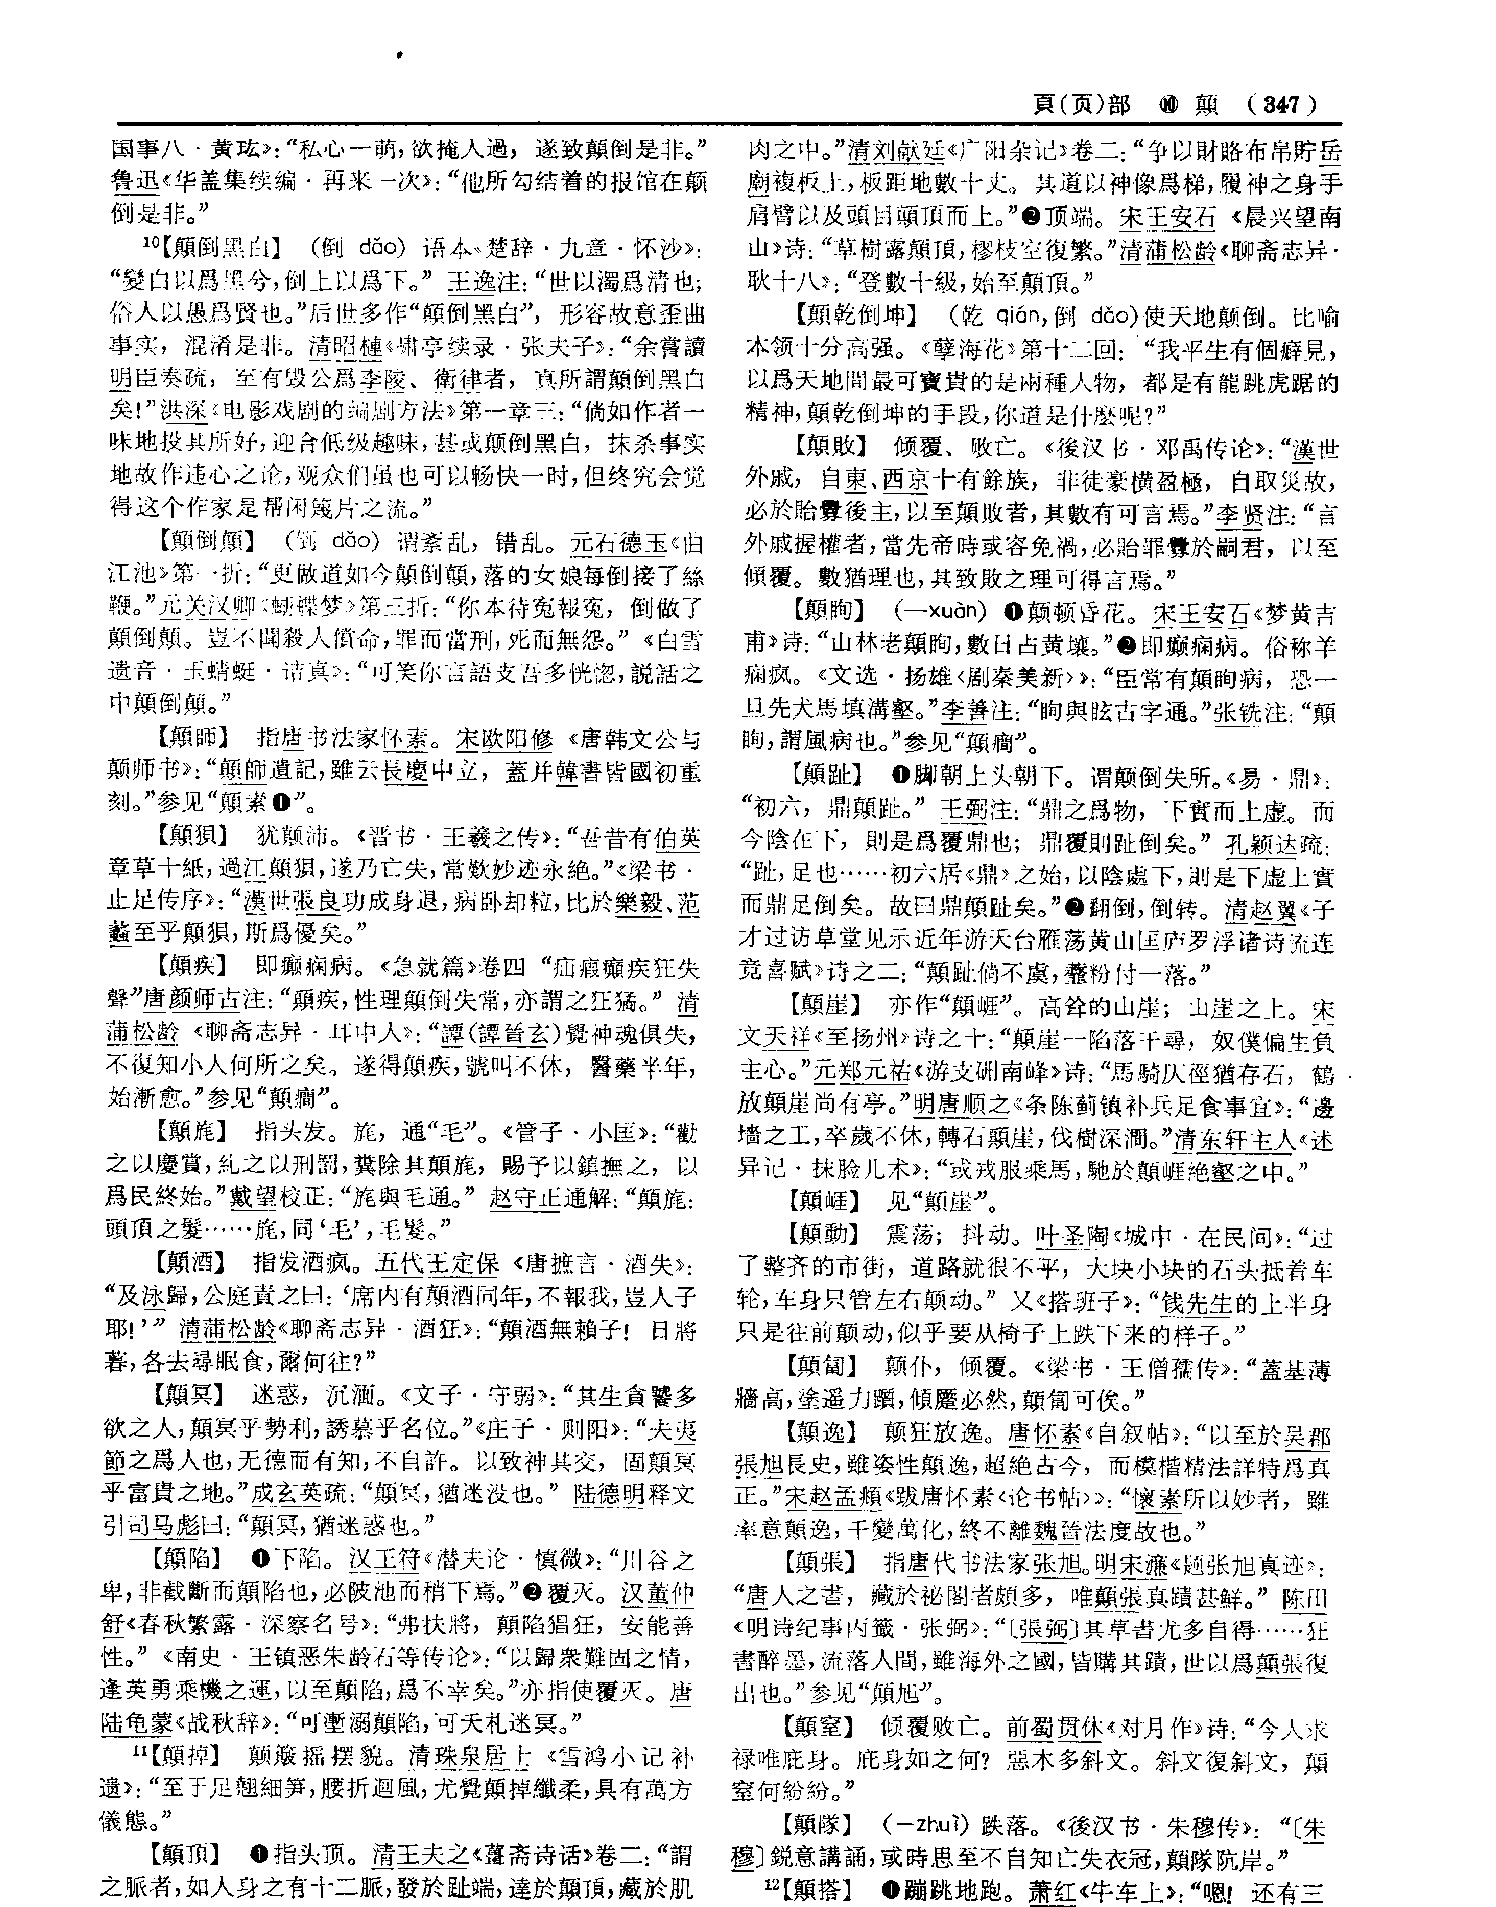 頁(页)部 ⑩ 顛 (347)
国事八·黄玹》：“私心一萌，欲掩人過，遂致顛倒是非。”
鲁迅《华盖集续编·再来一次》：“他所勾结着的报馆在颠
倒是非。”
10【顛倒黑白】 (倒 dǎo) 语本《楚辞·九章·怀沙》：
“變白以爲黑兮，倒上以爲下。” 王逸注：“世以濁爲清也；
俗人以愚爲賢也。”后世多作“顛倒黑白”，形容故意歪曲
事实，混淆是非。清昭槤《啸亭续录·张夫子》：“余嘗讀
明臣奏疏，至有毁公爲李陵、衛律者，真所謂顛倒黑白
矣！”洪深《电影戏剧的编剧方法》第一章三：“倘如作者一
味地投其所好，迎合低级趣味，甚或颠倒黑白，抹杀事实
地故作违心之论，观众们虽也可以畅快一时，但终究会觉
得这个作家是帮闲篾片之流。”
【顛倒顛】 (倒 dǎo) 谓紊乱，错乱。元石德玉《曲
江池》第一折：“更做道如今顛倒顛，落的女娘每倒接了絲
鞭。”元关汉卿《蝴蝶梦》第三折：“你本待寃報寃，倒做了
顛倒顛。豈不聞殺人償命，罪而當刑，死而無怨。” 《白雪
遗音·玉蜻蜓·诘真》：“可笑你言語支吾多恍惚，説話之
中顛倒顛。”
【顛師】 指唐书法家怀素。宋欧阳修《唐韩文公与
颠师书》：“顛師遺記，雖云長慶中立，蓋并韓書皆國初重
刻。”参见“顛素❶”。
【顛狽】 犹颠沛。《晋书·王羲之传》：“吾昔有伯英
章草十紙，過江顛狽，遂乃亡失，常歎妙迹永絶。”《梁书·
止足传序》：“漢世張良功成身退，病卧却粒，比於樂毅、范
蠡至乎顛狽，斯爲優矣。”
【顛疾】 即癫痫病。《急就篇》卷四“疝瘕癲疾狂失
聲”唐颜师古注：“顛疾，性理顛倒失常，亦謂之狂獝。” 清
蒲松龄《聊斋志异·耳中人》：“譚(譚晋玄)覺神魂俱失，
不復知小人何所之矣。遂得顛疾，號叫不休，醫藥半年，
始漸愈。”参见“顛癎”。
【顛旄】 指头发。旄，通“毛”。《管子·小匡》：“勸
之以慶賞，糺之以刑罰，糞除其顛旄，賜予以鎮撫之，以
爲民終始。”戴望校正：“旄與毛通。” 赵守正通解：“顛旄：
頭頂之髮……旄，同‘毛’，毛髮。”
【顛酒】 指发酒疯。五代王定保《唐摭言·酒失》：
“及泳歸，公庭責之曰：‘席内有顛酒同年，不報我，豈人子
耶！’” 清蒲松龄《聊斋志异·酒狂》：“顛酒無賴子！日將
暮，各去尋眠食，爾何往？”
【顛冥】 迷惑，沉湎。《文子·守弱》：“其生貪饕多
欲之人，顛冥乎勢利，誘慕乎名位。”《庄子·则阳》：“夫夷
節之爲人也，无德而有知，不自許。以致神其交，固顛冥
乎富貴之地。”成玄英疏：“顛冥，猶迷没也。” 陆德明释文
引司马彪曰：“顛冥，猶迷惑也。”
【顛陷】 ❶下陷。汉王符《潜夫论·慎微》：“川谷之
卑，非截斷而顛陷也，必陂池而稍下焉。”❷覆灭。汉董仲
舒《春秋繁露·深察名号》：“弗扶將，顛陷猖狂，安能善
性。” 《南史·王镇恶朱龄石等传论》：“以歸衆難固之情，
逢英勇乘機之運，以至顛陷，爲不幸矣。”亦指使覆灭。唐
陆龟蒙《战秋辞》：“可壍溺顛陷，可夭札迷冥。”
11【顛掉】 颠簸摇摆貌。清珠泉居士《雪鸿小记补
遗》：“至于足翹細笋，腰折迴風，尤覺顛掉纖柔，具有萬方
儀態。”
【顛頂】 ❶指头顶。清王夫之《薑斋诗话》卷二：“謂
之脈者，如人身之有十二脈，發於趾端，達於顛頂，藏於肌
肉之中。”清刘献廷《广阳杂记》卷二：“争以財賂布帛貯岳
廟複板上，板距地數十丈。其道以神像爲梯，履神之身手
肩臂以及頭目顛頂而上。”❷顶端。宋王安石《晨兴望南
山》诗：“草樹露顛頂，樛枝空復繁。”清蒲松龄《聊斋志异·
耿十八》：“登數十級，始至顛頂。”
【顛乾倒坤】 (乾 qián，倒 dǎo)使天地颠倒。比喻
本领十分高强。《孽海花》第十二回：“我平生有個癖見，
以爲天地間最可寶貴的是兩種人物，都是有龍跳虎踞的
精神，顛乾倒坤的手段，你道是什麽呢？”
【顛敗】 倾覆、败亡。《後汉书·邓禹传论》：“漢世
外戚，自東、西京十有餘族，非徒豪横盈極，自取災故，
必於貽釁後主，以至顛敗者，其數有可言焉。”李贤注：“言
外戚握權者，當先帝時或容免禍，必貽罪釁於嗣君，以至
傾覆。數猶理也，其致敗之理可得言焉。”
【顛眴】 (一xuàn) ❶颠顿昏花。宋王安石《梦黄吉
甫》诗：“山林老顛眴，數日占黄壤。”❷即癫痫病。俗称羊
痫疯。《文选·扬雄〈剧秦美新〉》：“臣常有顛眴病，恐一
旦先犬馬填溝壑。”李善注：“眴與眩古字通。”张铣注：“顛
眴，謂風病也。”参见“顛癎”。
【顛趾】 ❶脚朝上头朝下。谓颠倒失所。《易·鼎》：
“初六，鼎顛趾。” 王弼注：“鼎之爲物，下實而上虚。而
今陰在下，則是爲覆鼎也；鼎覆則趾倒矣。” 孔颖达疏：
“趾，足也……初六居《鼎》之始，以陰處下，則是下虚上實
而鼎足倒矣。故曰鼎顛趾矣。”❷翻倒，倒转。清赵翼《子
才过访草堂见示近年游天台雁荡黄山匡庐罗浮诸诗流连
竟喜赋》诗之二：“顛趾倘不虞，虀粉付一落。”
【顛崖】 亦作“顛崕”。高耸的山崖；山崖之上。宋
文天祥《至扬州》诗之十：“顛崖一陷落千尋，奴僕偏生負
主心。”元郑元祐《游支硎南峰》诗：“馬騎仄徑猶存石，鶴
放顛崖尚有亭。”明唐顺之《条陈蓟镇补兵足食事宜》：“邊
墻之工，卒歲不休，轉石顛崖，伐樹深澗。”清东轩主人《述
异记·抹脸儿术》：“或戎服乘馬，馳於顛崕絶壑之中。”
【顛崕】 见“顛崖”。
【顛動】 震荡；抖动。叶圣陶《城中·在民间》：“过
了整齐的市街，道路就很不平，大块小块的石头抵着车
轮，车身只管左右颠动。” 又《搭班子》：“钱先生的上半身
只是往前颠动，似乎要从椅子上跌下来的样子。”
【顛匐】 颠仆，倾覆。《梁书·王僧孺传》：“蓋基薄
牆高，塗遥力躓，傾蹷必然，顛匐可俟。”
【顛逸】 颠狂放逸。唐怀素《自叙帖》：“以至於吴郡
張旭長史，雖姿性顛逸，超絶古今，而模楷精法詳特爲真
正。”宋赵孟頫《跋唐怀素〈论书帖〉》：“懷素所以妙者，雖
率意顛逸，千變萬化，終不離魏晉法度故也。”
【顛張】 指唐代书法家张旭。明宋濂《题张旭真迹》：
“唐人之書，藏於祕閣者頗多，唯顛張真蹟甚鮮。” 陈田
《明诗纪事丙籤·张弼》：“〔張弼〕其草書尤多自得……狂
書醉墨，流落人間，雖海外之國，皆購其蹟，世以爲顛張復
出也。”参见“顛旭”。
【顛窒】 倾覆败亡。前蜀贯休《对月作》诗：“今人求
禄唯庇身。庇身如之何？惡木多斜文。斜文復斜文，顛
窒何紛紛。”
【顛隊】 (一zhuì) 跌落。《後汉书·朱穆传》：“〔朱
穆〕鋭意講誦，或時思至不自知亡失衣冠，顛隊阬岸。”
12【顛搭】 ❶蹦跳地跑。萧红《牛车上》：“嗯！还有三